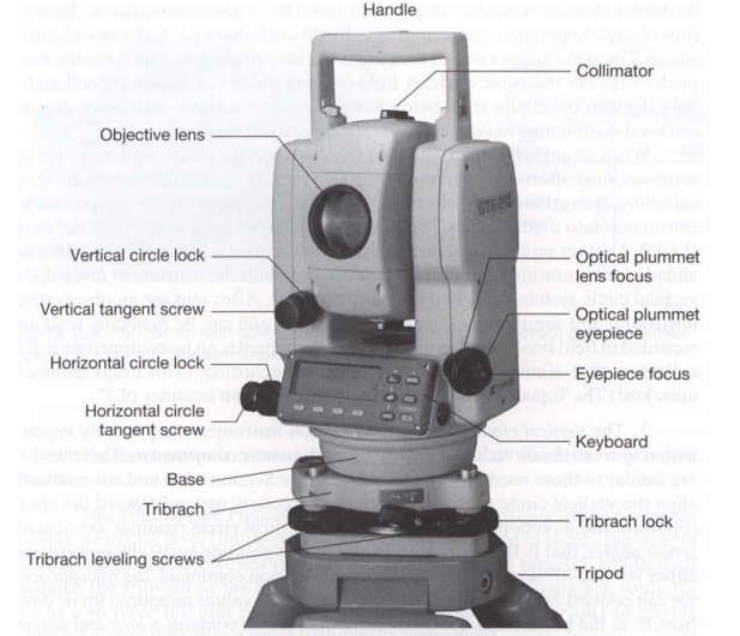 Handle
Collimator
Objective lens
Vertical circle lock
Optical plummet
lens focus
Vertical tangent screw
Optical plummet
eyepiece
Horizontal circle lock
Eyepiece focus
Horizontal circle
tangent screw
Keyboard
Base
Tribrach
Tribrach lock
Tribrach leveling screws
Tripod